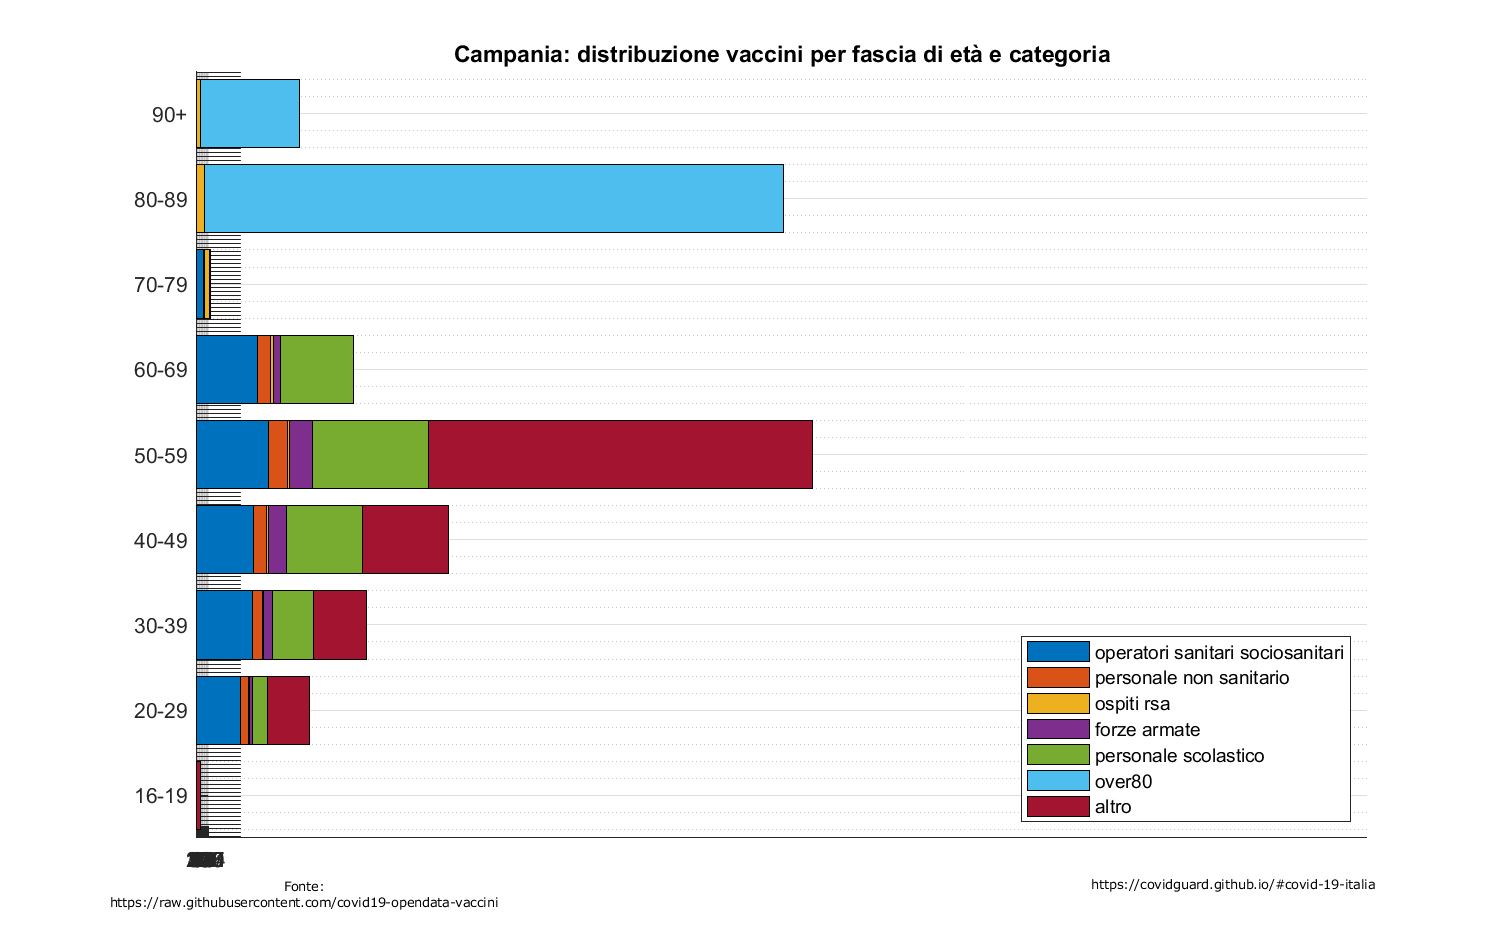 Campania: distribuzione vaccini per fascia di età e categoria
90+
80-89
70-79
60-69
50-59
40-49
30-39
20-29
16-19
operatori sanitari sociosanitari
personale non sanitario
ospiti rsa
forze armate
personale scolastico
over80
altro
Fonte:
https://raw.githubusercontent.com/covid19-opendata-vaccini
https://covidguard.github.io/#covid-19-italia